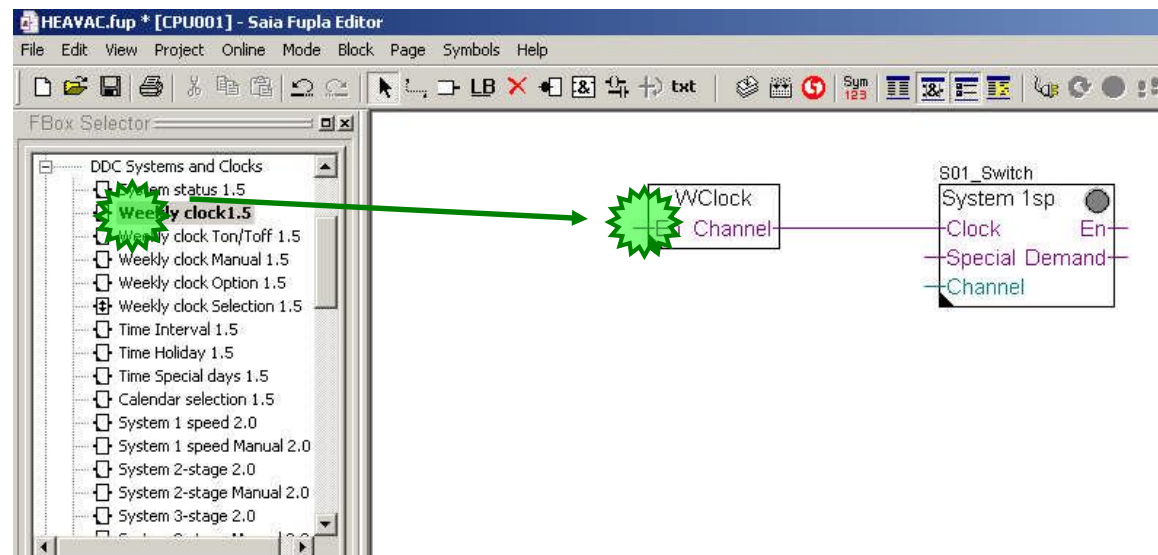 HEAVAC.fup * [CPU001] - Saia Fupla Editor
File Edit View Project Online Mode Block Page Symbols Help
LB txt Sym
123
FBox Selector
DDC Systems and Clocks
status 1.5
Weekly clock1.5
Weekly clock Ton/Toff 1.5
Weekly clock Manual 1.5
Weekly clock Option 1.5
Weekly clock Selection 1.5
Time Interval 1.5
Time Holiday 1.5
Time Special days 1.5
Calendar selection 1.5
System 1 speed 2.0
System 1 speed Manual 2.0
System 2-stage 2.0
System 2-stage Manual 2.0
System 3-stage 2.0
WClock
En Channel
S01_Switch
System 1sp
Clock En
Special Demand
Channel